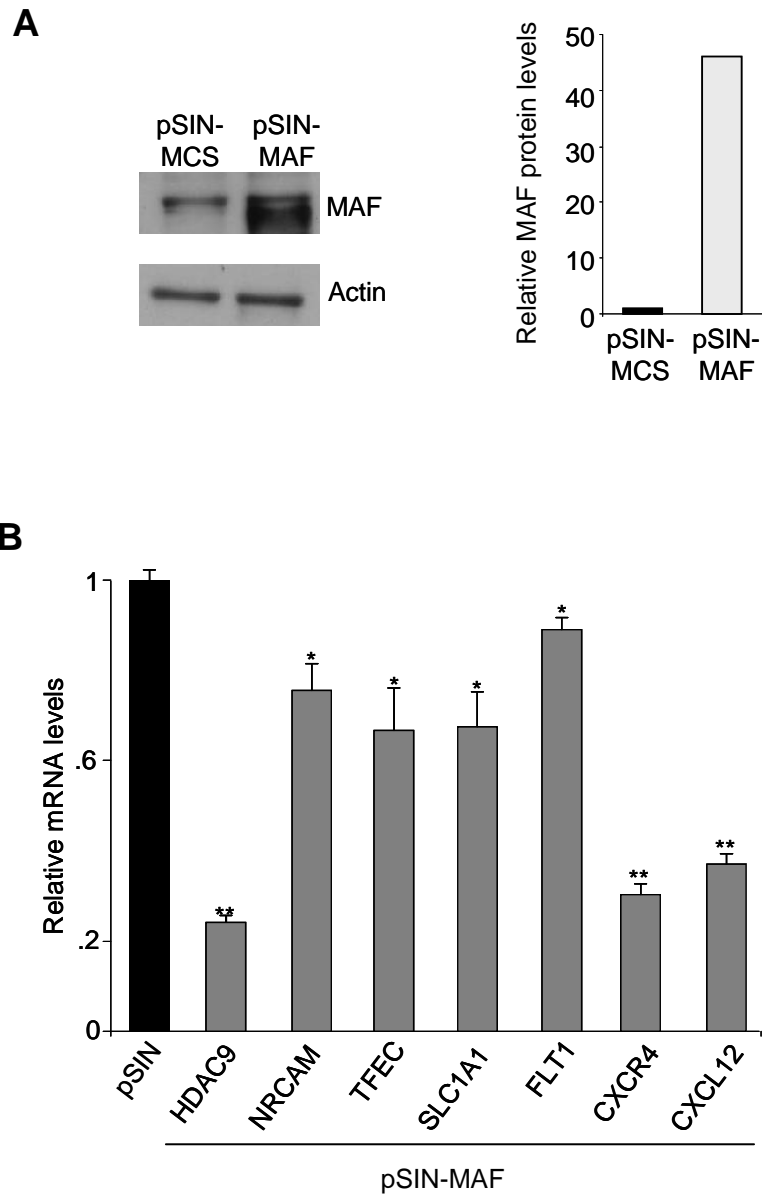 A
pSIN-
MCS
pSIN-
MAF
MAF
Actin
Relative MAF protein levels
50
40
30
20
10
0
pSIN-
MCS
pSIN-
MAF
B
Relative mRNA levels
1
.6
.2
0
**
*
*
*
*
**
**
pSIN
HDAC9
NRCAM
TFEC
SLC1A1
FLT1
CXCR4
CXCL12
pSIN-MAF